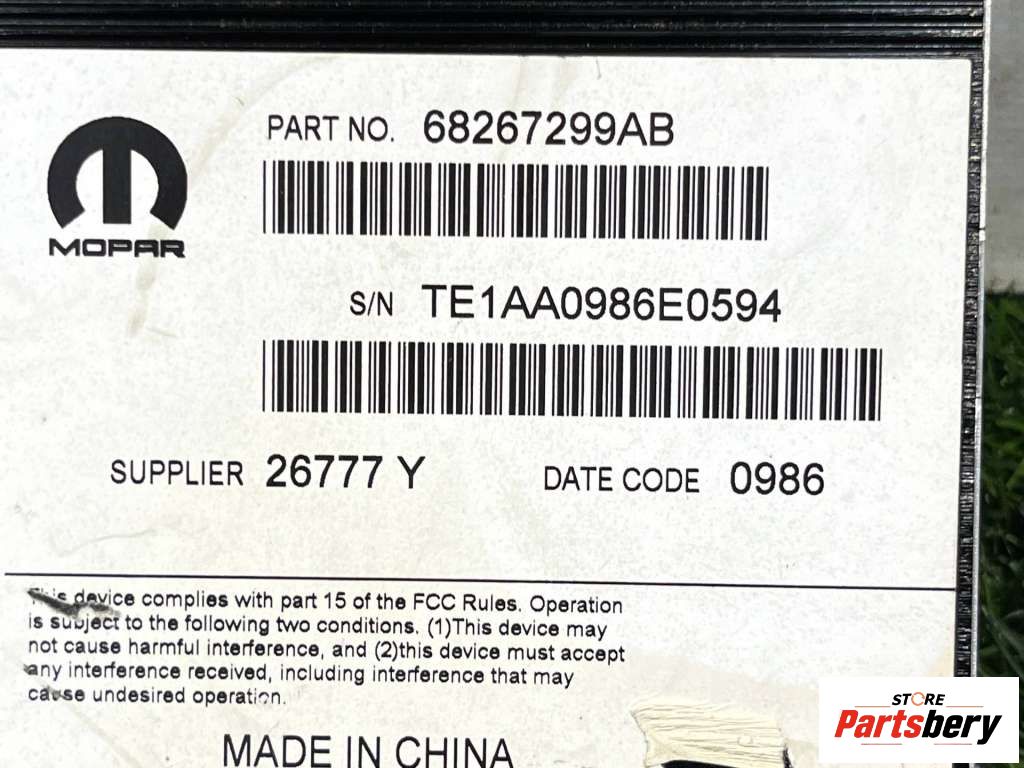 PART NO. 68267299AB
MOPAR
S/N TE1AA0986E0594
SUPPLIER 26777 Y DATE CODE 0986
This device complies with part 15 of the FCC Rules. Operation
is subject to the following two conditions. (1)This device may
not cause harmful interference, and (2)this device must accept
any interference received, including interference that may
cause undesired operation.
MADE IN CHINA
STORE
Partsbery